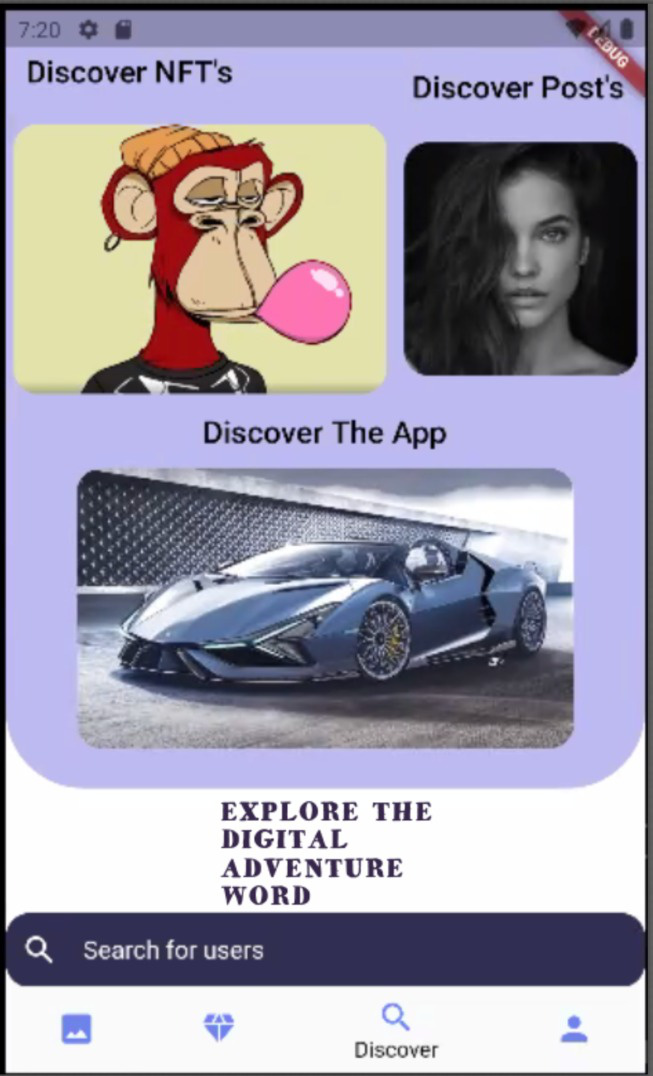 7:20
DEBUG
Discover NFT's
Discover Post's
Discover The App
EXPLORE THE
DIGITAL
ADVENTURE
WORD
Search for users
Discover